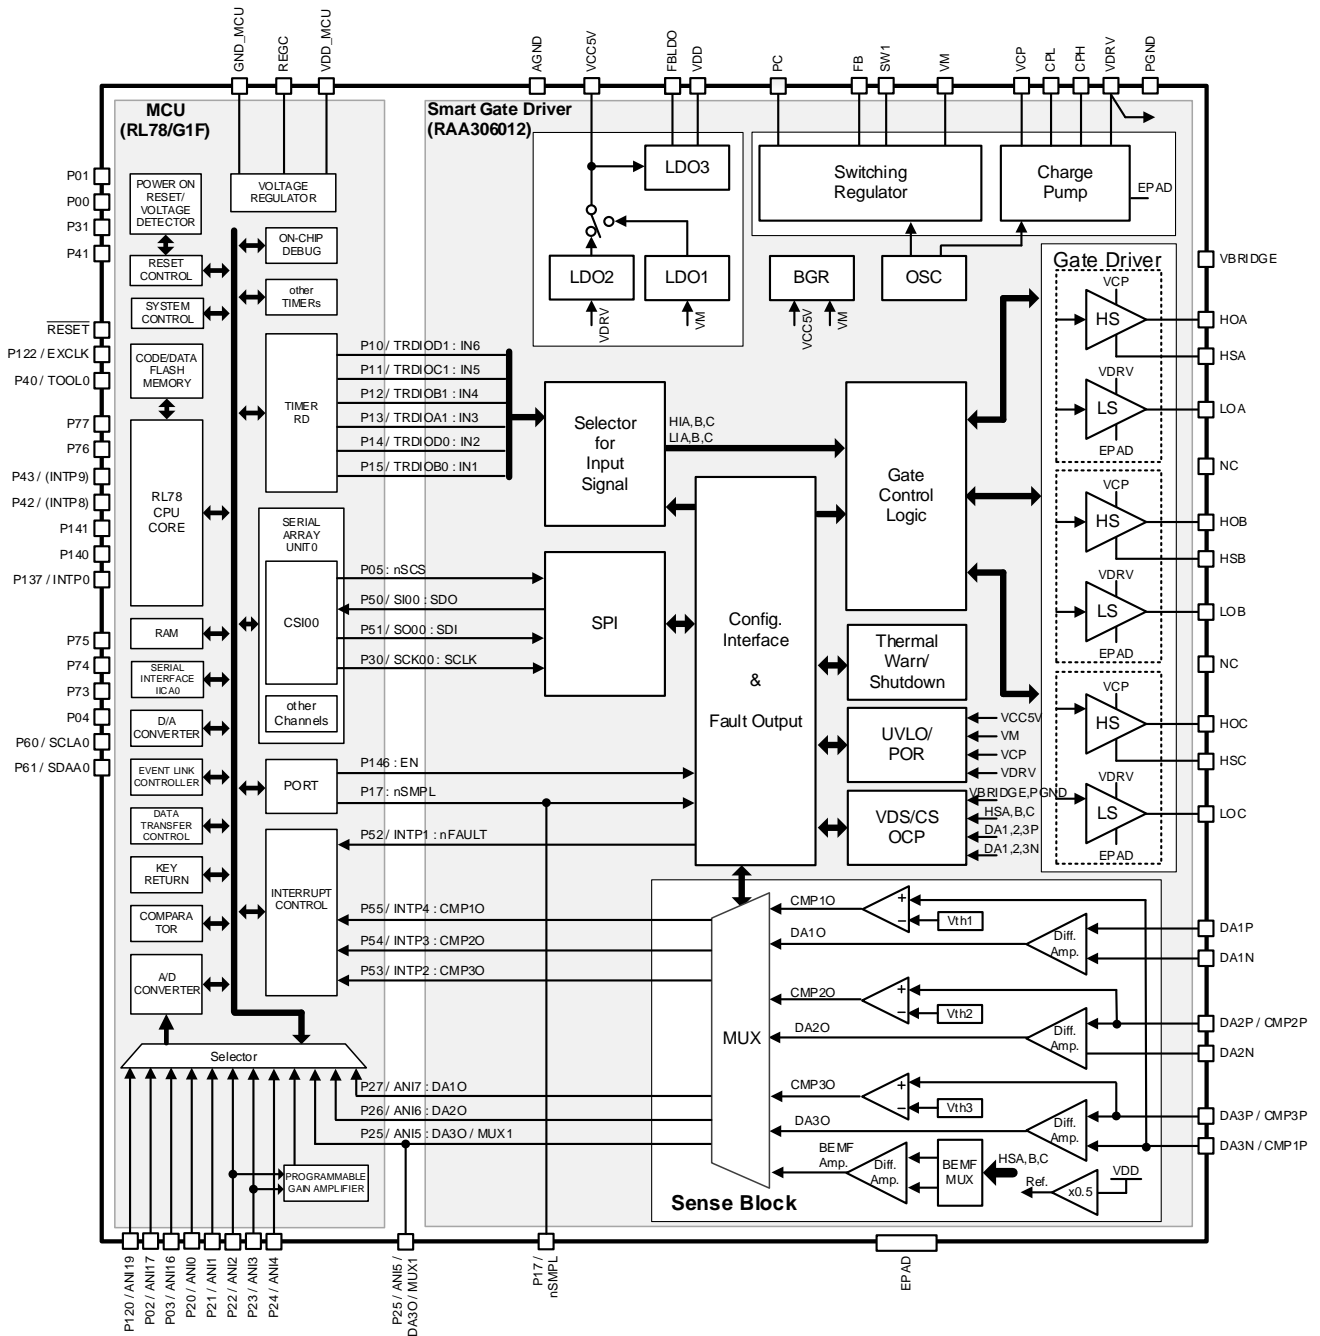 GND_MCU
REGC
VDD_MCU
AGND
VCC5V
FBLDO
VDD
PC
FB
SW1
VM
VCP
CPL
CPH
VDRV
PGND
MCU
(RL78/G1F)
Smart Gate Driver
(RAA306012)
P01
P00
P31
P41
RESET
P122 / EXCLK
P40 / TOOL0
P77
P76
P43 / (INTP9)
P42 / (INTP8)
P141
P140
P137 / INTP0
P75
P74
P73
P04
P60 / SCLA0
P61 / SDAA0
POWER ON
RESET/
VOLTAGE
DETECTOR
RESET
CONTROL
SYSTEM
CONTROL
CODE/DATA
FLASH
MEMORY
RL78
CPU
CORE
RAM
SERIAL
INTERFACE
IICA0
D/A
CONVERTER
EVENT LINK
CONTROLLER
DATA
TRANSFER
CONTROL
KEY
RETURN
COMPARA
TOR
A/D
CONVERTER
VOLTAGE
REGULATOR
ON-CHIP
DEBUG
other
TIMERs
TIMER
RD
SERIAL
ARRAY
UNIT0
CSI00
other
Channels
PORT
INTERRUPT
CONTROL
Selector
PROGRAMMABLE
GAIN AMPLIFIER
P10 / TRDIOD1 : IN6
P11 / TRDIOC1 : IN5
P12 / TRDIOB1 : IN4
P13 / TRDIOA1 : IN3
P14 / TRDIOD0 : IN2
P15 / TRDIOB0 : IN1
P05 : nSCS
P50 / SI00 : SDO
P51 / SO00 : SDI
P30 / SCK00 : SCLK
P146 : EN
P17 : nSMPL
P52 / INTP1 : nFAULT
P55 / INTP4 : CMP1O
P54 / INTP3 : CMP2O
P53 / INTP2 : CMP3O
P27 / ANI7 : DA1O
P26 / ANI6 : DA2O
P25 / ANI5 : DA3O / MUX1
LDO3
LDO2
LDO1
VDRV
VM
Switching
Regulator
Charge
Pump
EPAD
BGR
VCC5V
VM
OSC
Selector
for
Input
Signal
HIA,B,C
LIA,B,C
Gate
Control
Logic
SPI
Config.
Interface
&
Fault Output
Thermal
Warn/
Shutdown
UVLO/
POR
VCC5V
VM
VCP
VDRV
VDS/CS
OCP
VBRIDGE,PGND
HSA,B,C
DA1,2,3P
DA1,2,3N
Gate Driver
VCP
HS
VDRV
LS
EPAD
VCP
HS
VDRV
LS
EPAD
VCP
HS
VDRV
LS
EPAD
VBRIDGE
HOA
HSA
LOA
NC
HOB
HSB
LOB
NC
HOC
HSC
LOC
DA1P
DA1N
DA2P / CMP2P
DA2N
DA3P / CMP3P
DA3N / CMP1P
MUX
CMP1O
+
−
Vth1
DA1O
Diff.
Amp.
CMP2O
+
−
Vth2
DA2O
Diff.
Amp.
CMP3O
+
−
Vth3
DA3O
Diff.
Amp.
BEMF
Amp.
Diff.
Amp.
BEMF
MUX
HSA,B,C
Ref.
x0.5
VDD
Sense Block
P120 / ANI19
P02 / ANI17
P03 / ANI16
P20 / ANI0
P21 / ANI1
P22 / ANI2
P23 / ANI3
P24 / ANI4
P25 / ANI5 /
DA3O / MUX1
P17 /
nSMPL
EPAD